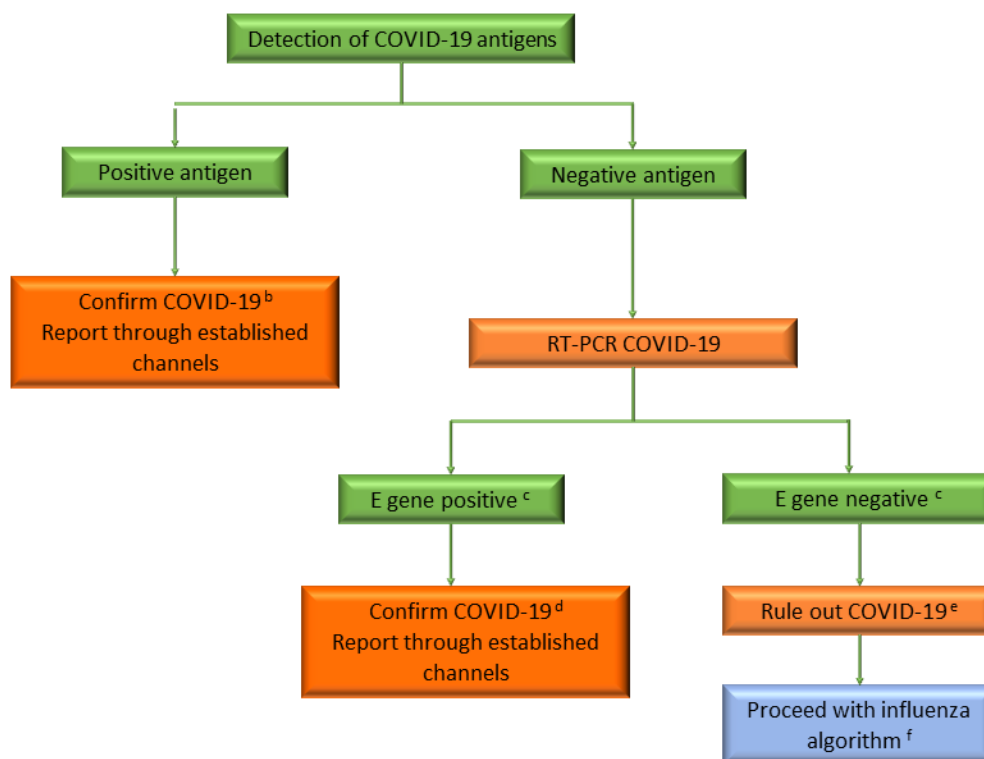 Detection of COVID-19 antigens
Positive antigen
Negative antigen
Confirm COVID-19 b
Report through established
channels
RT-PCR COVID-19
E gene positive c
E gene negative c
Confirm COVID-19 d
Report through established
channels
Rule out COVID-19 e
Proceed with influenza
algorithm f